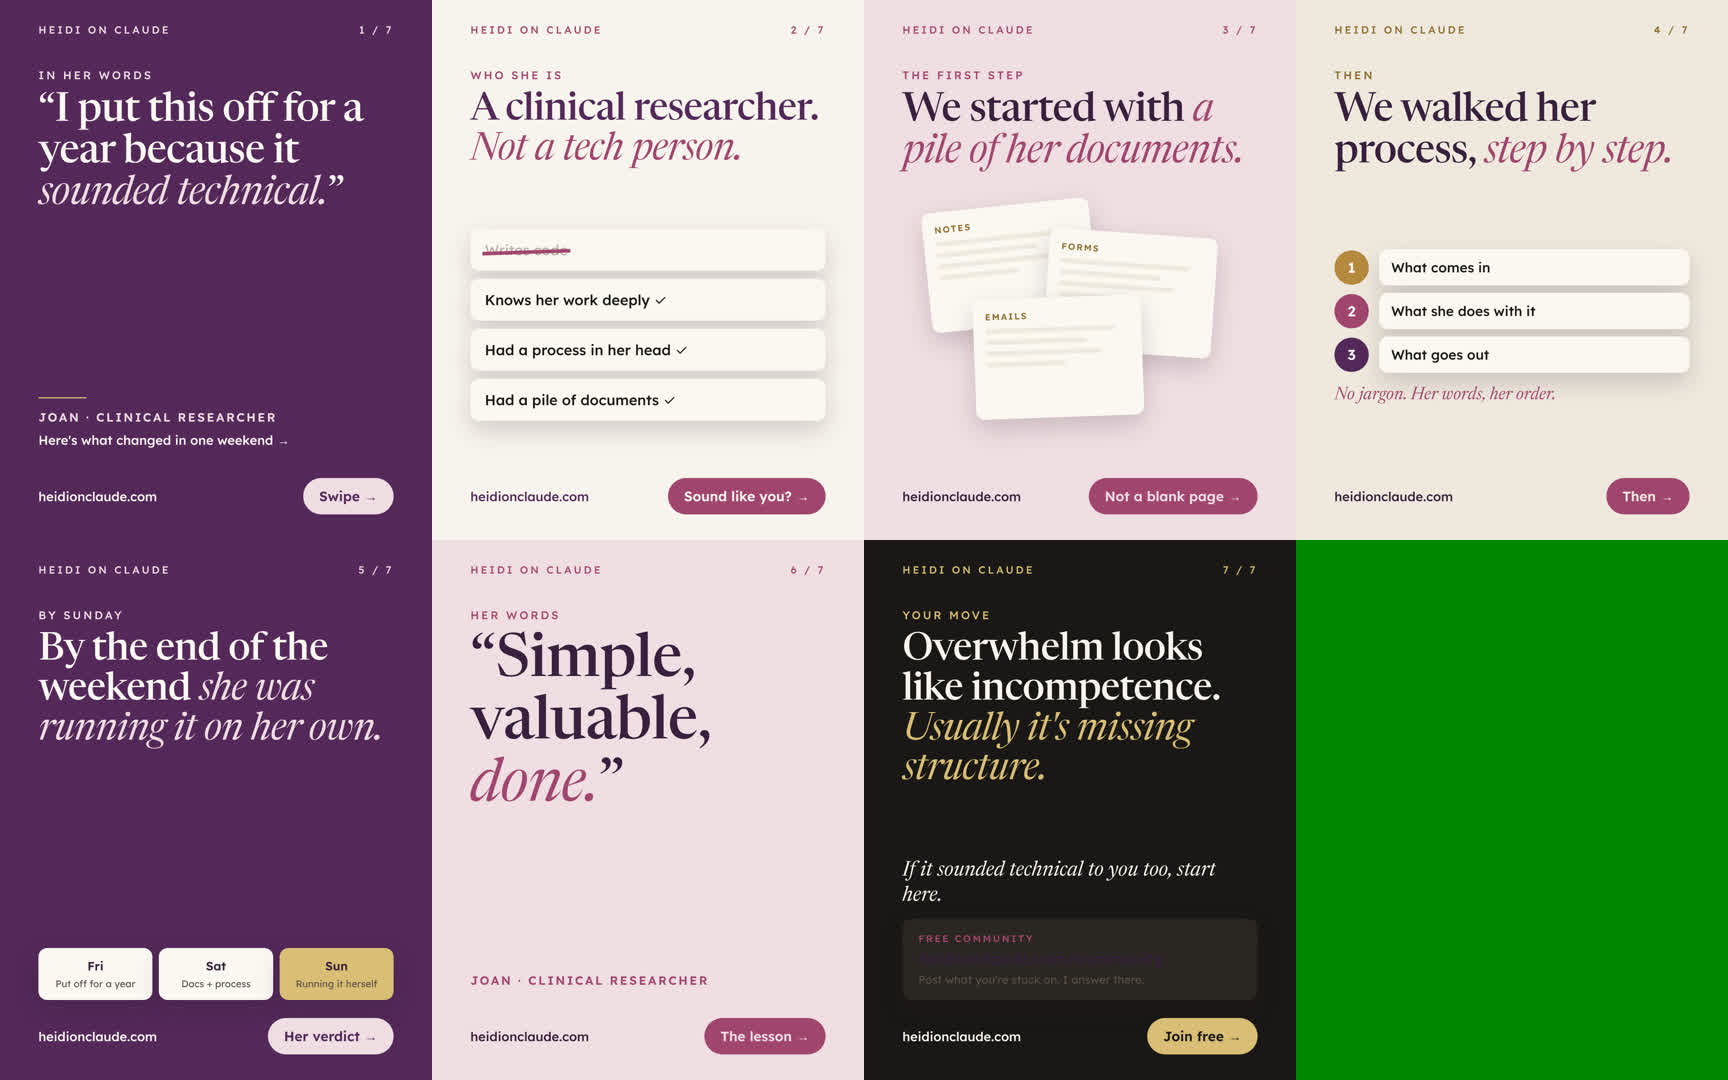 HEIDI ON CLAUDE
1 / 7
IN HER WORDS
“I put this off for a
year because it
sounded technical.”
JOAN · CLINICAL RESEARCHER
Here's what changed in one weekend →
heidionclaude.com
Swipe →
HEIDI ON CLAUDE
2 / 7
WHO SHE IS
A clinical researcher.
Not a tech person.
Writes code
Knows her work deeply ✓
Had a process in her head ✓
Had a pile of documents ✓
heidionclaude.com
Sound like you? →
HEIDI ON CLAUDE
3 / 7
THE FIRST STEP
We started with a
pile of her documents.
NOTES
FORMS
EMAILS
heidionclaude.com
Not a blank page →
HEIDI ON CLAUDE
4 / 7
THEN
We walked her
process, step by step.
1 What comes in
2 What she does with it
3 What goes out
No jargon. Her words, her order.
heidionclaude.com
Then →
HEIDI ON CLAUDE
5 / 7
BY SUNDAY
By the end of the
weekend she was
running it on her own.
Fri
Put off for a year
Sat
Docs + process
Sun
Running it herself
heidionclaude.com
Her verdict →
HEIDI ON CLAUDE
6 / 7
HER WORDS
“Simple,
valuable,
done.”
JOAN · CLINICAL RESEARCHER
heidionclaude.com
The lesson →
HEIDI ON CLAUDE
7 / 7
YOUR MOVE
Overwhelm looks
like incompetence.
Usually it's missing
structure.
If it sounded technical to you too, start
here.
FREE COMMUNITY
Post what you're stuck on. I answer there.
heidionclaude.com
Join free →